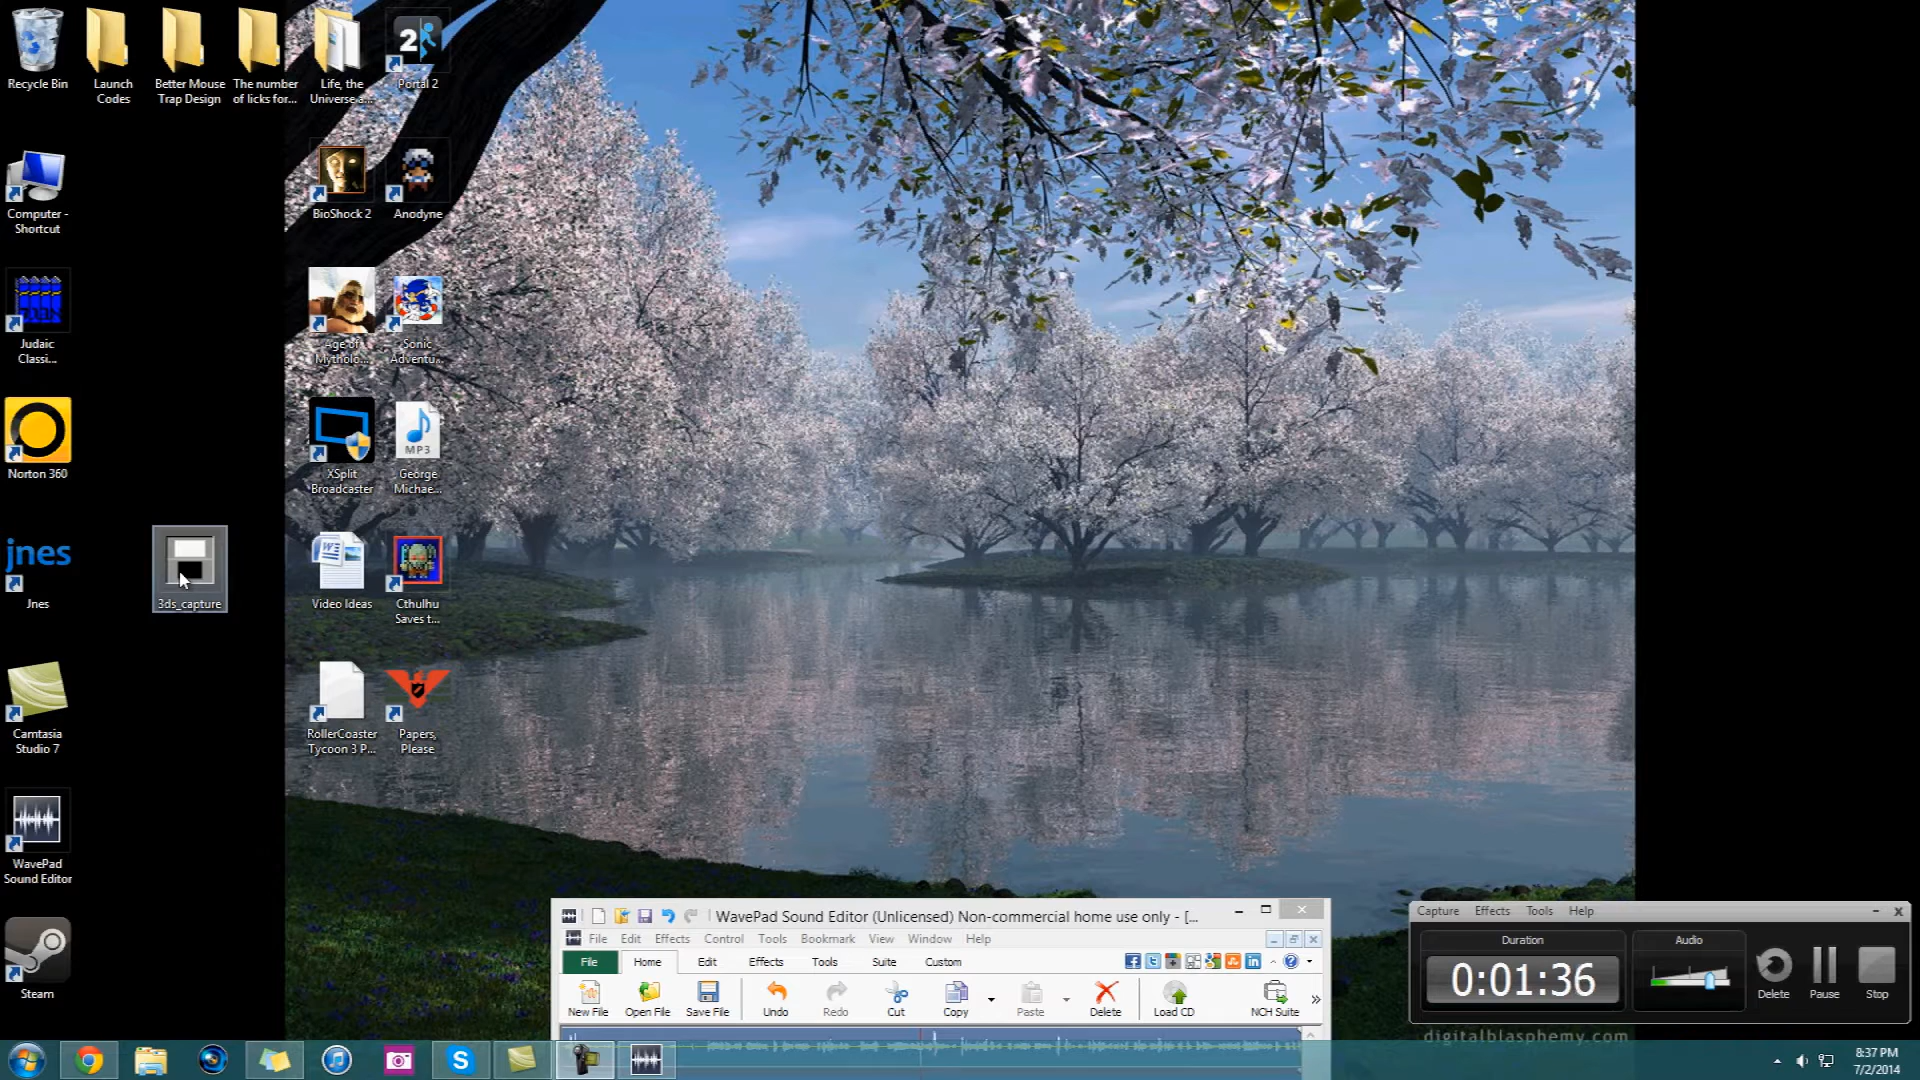 Recycle Bin
Launch
Codes
Better Mouse
Trap Design
The number
of licks for...
Life, the
Universe a...
2
Portal 2
Computer -
Shortcut
BioShock 2
Anodyne
Judaic
Classi...
Age of
Mytholo...
Sonic
Adventu...
Norton 360
XSplit
Broadcaster
MP3
George
Michae...
jnes
Jnes
3ds_capture
Video Ideas
Cthulhu
Saves t...
Camtasia
Studio 7
RollerCoaster
Tycoon 3 P...
Papers,
Please
WavePad
Sound Editor
Steam
WavePad Sound Editor (Unlicensed) Non-commercial home use only - [...
File Edit Effects Control Tools Bookmark View Window Help
File Home Edit Effects Tools Suite Custom
New File Open File Save File Undo Redo Cut Copy Paste Delete Load CD NCH Suite »
Capture Effects Tools Help
Duration
0:01:36
Audio
Delete Pause Stop
digitalblasphemy.com
8:37 PM
7/2/2014